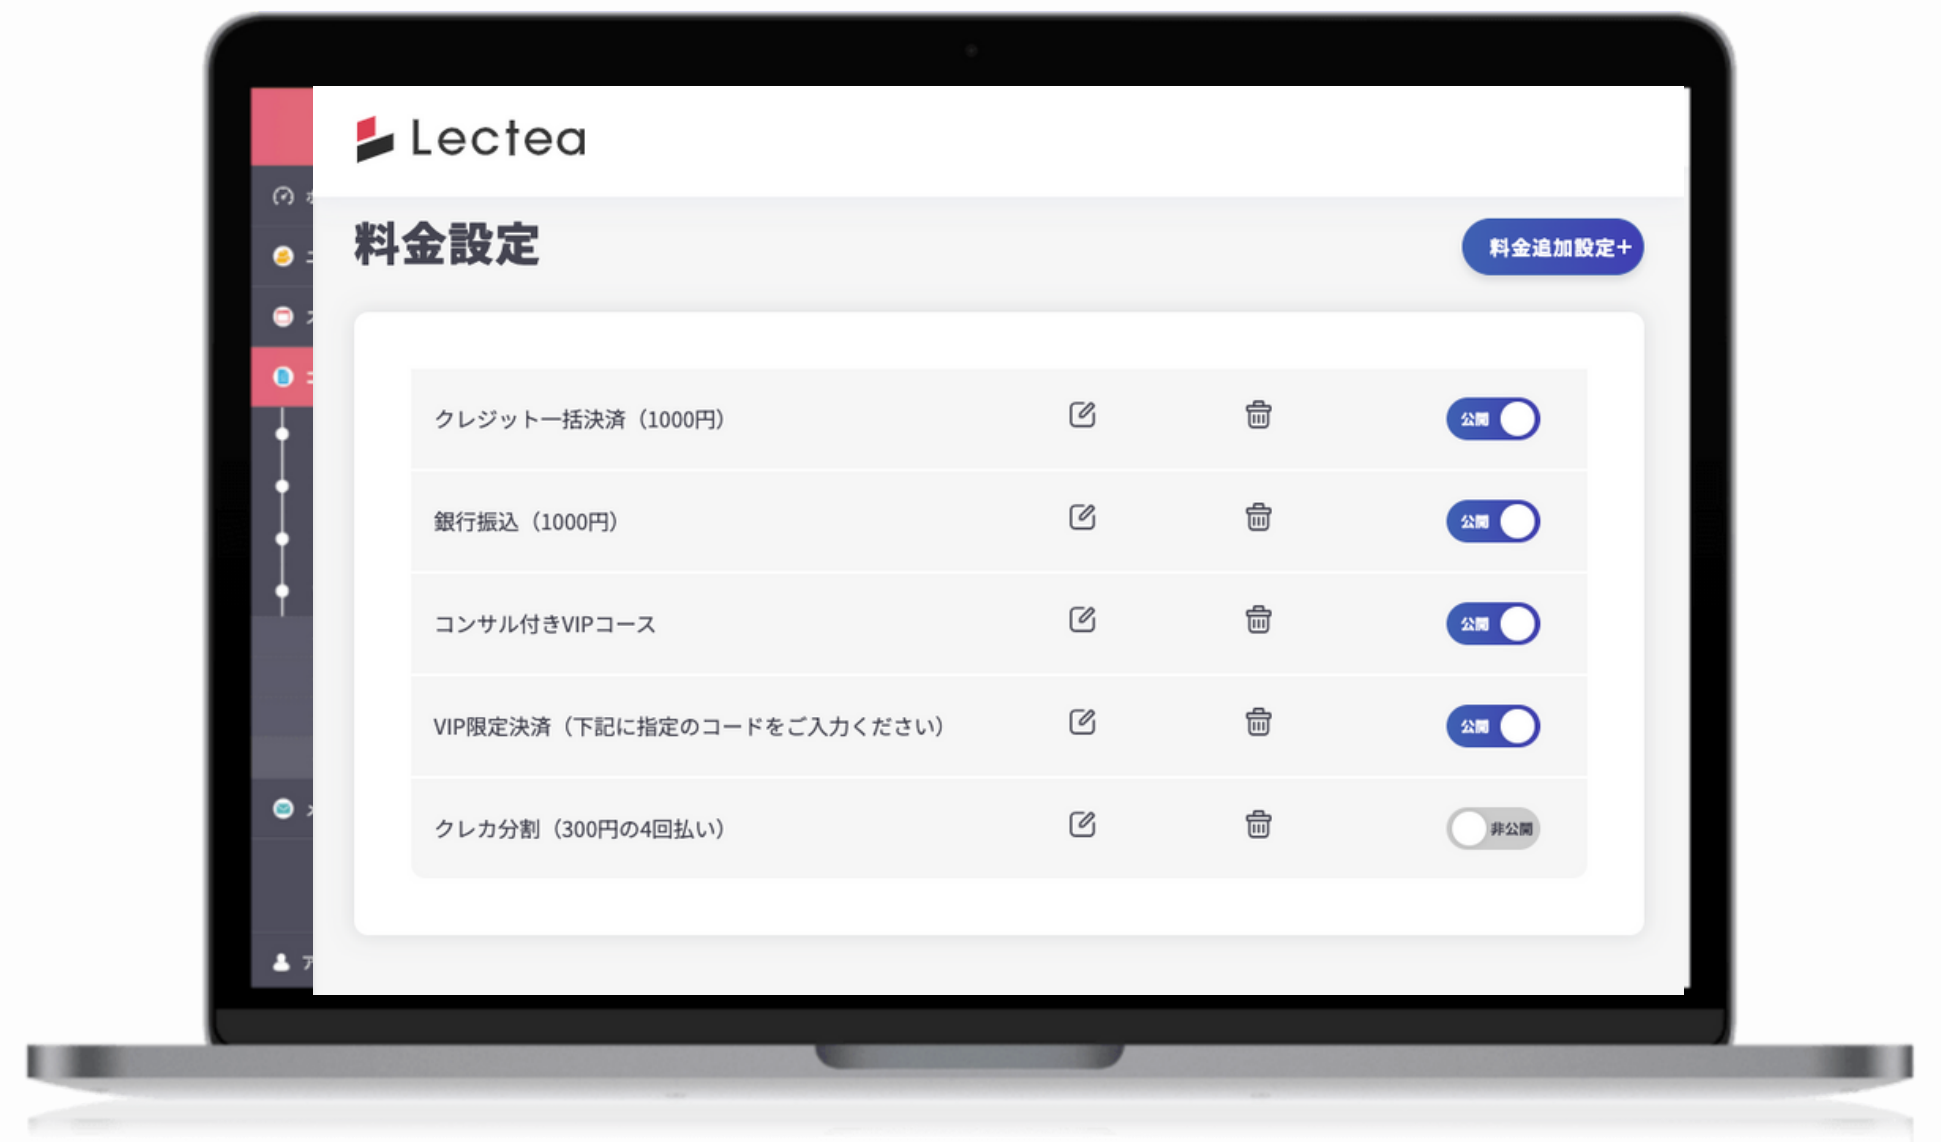 Lectea
料金設定
料金追加設定+
クレジット一括決済（1000円）
公開
銀行振込（1000円）
公開
コンサル付きVIPコース
公開
VIP限定決済（下記に指定のコードをご入力ください）
公開
クレカ分割（300円の4回払い）
非公開